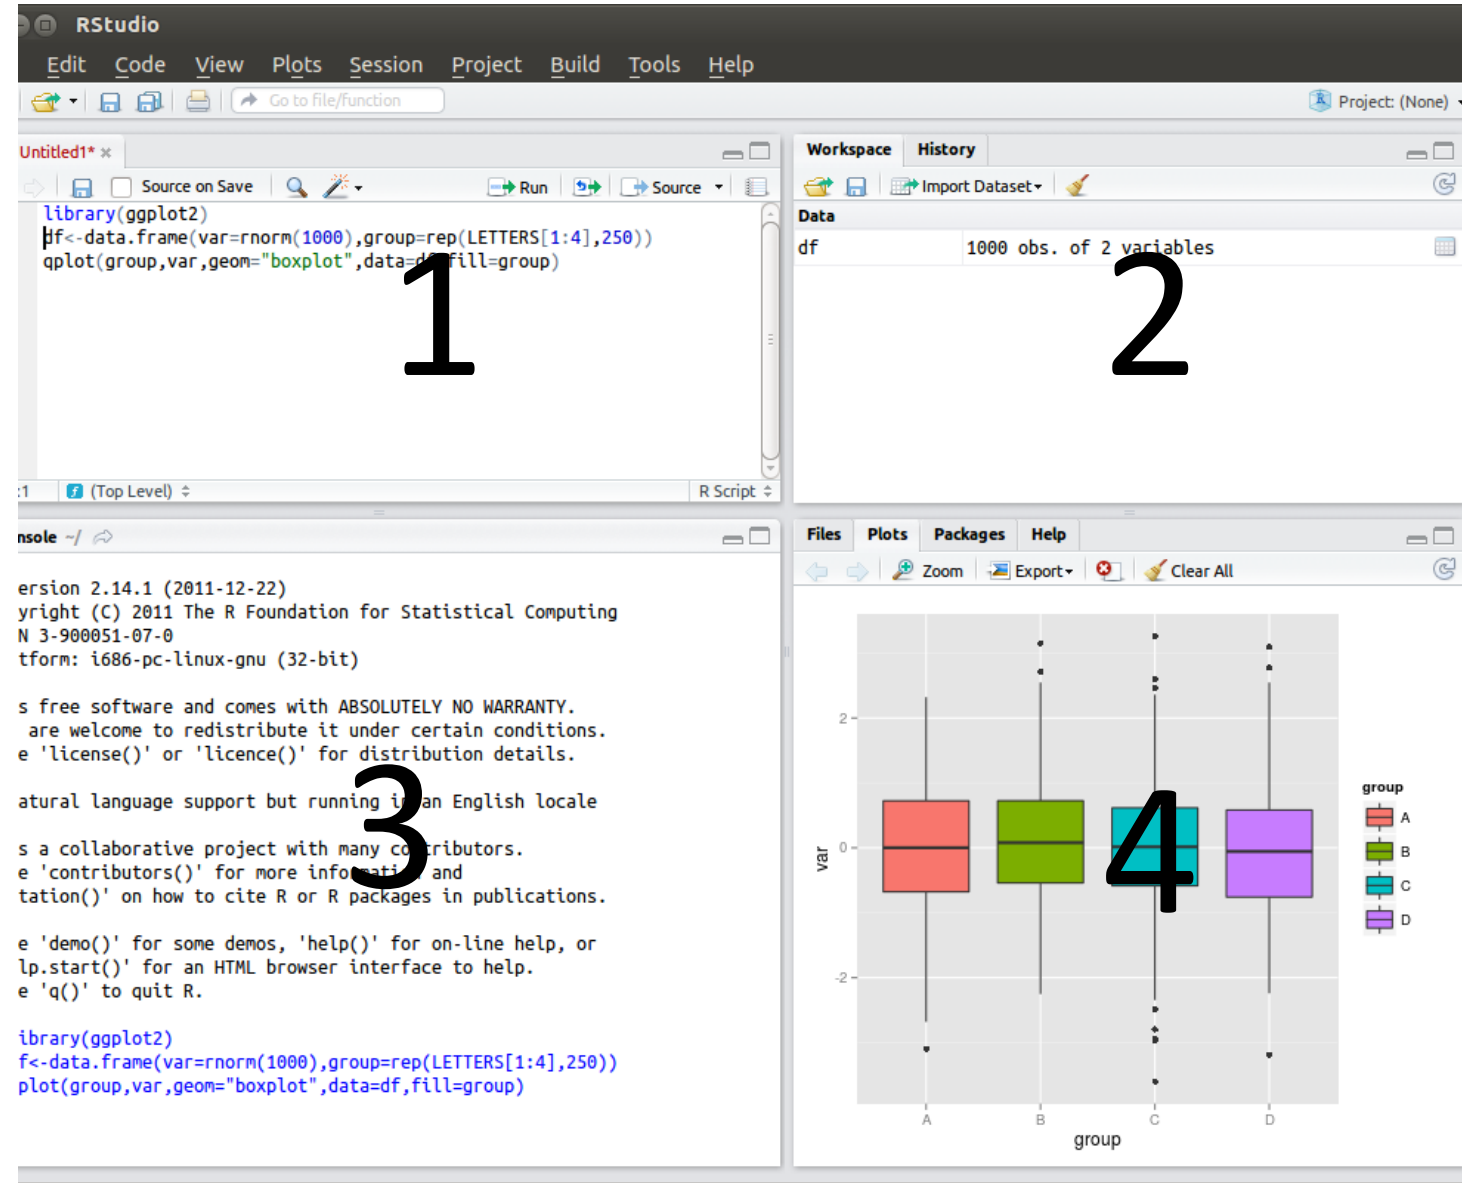 RStudio
Edit Code View Plots Session Project Build Tools Help
Go to file/function
Project: (None)
Untitled1*
Source on Save
Run
Source
library(ggplot2)
df<-data.frame(var=rnorm(1000),group=rep(LETTERS[1:4],250))
qplot(group,var,geom="boxplot",data=df,fill=group)
1
:1
(Top Level)
R Script
Workspace History
Import Dataset
Data
df 1000 obs. of 2 variables
2
nsole ~/
ersion 2.14.1 (2011-12-22)
yright (C) 2011 The R Foundation for Statistical Computing
N 3-900051-07-0
tform: i686-pc-linux-gnu (32-bit)
s free software and comes with ABSOLUTELY NO WARRANTY.
are welcome to redistribute it under certain conditions.
e 'license()' or 'licence()' for distribution details.
atural language support but running in an English locale
s a collaborative project with many contributors.
e 'contributors()' for more information and
tation()' on how to cite R or R packages in publications.
e 'demo()' for some demos, 'help()' for on-line help, or
lp.start()' for an HTML browser interface to help.
e 'q()' to quit R.
ibrary(ggplot2)
f<-data.frame(var=rnorm(1000),group=rep(LETTERS[1:4],250))
plot(group,var,geom="boxplot",data=df,fill=group)
3
Files Plots Packages Help
Zoom Export Clear All
2
0
-2
var
A B C D
group
group
A
B
C
D
4